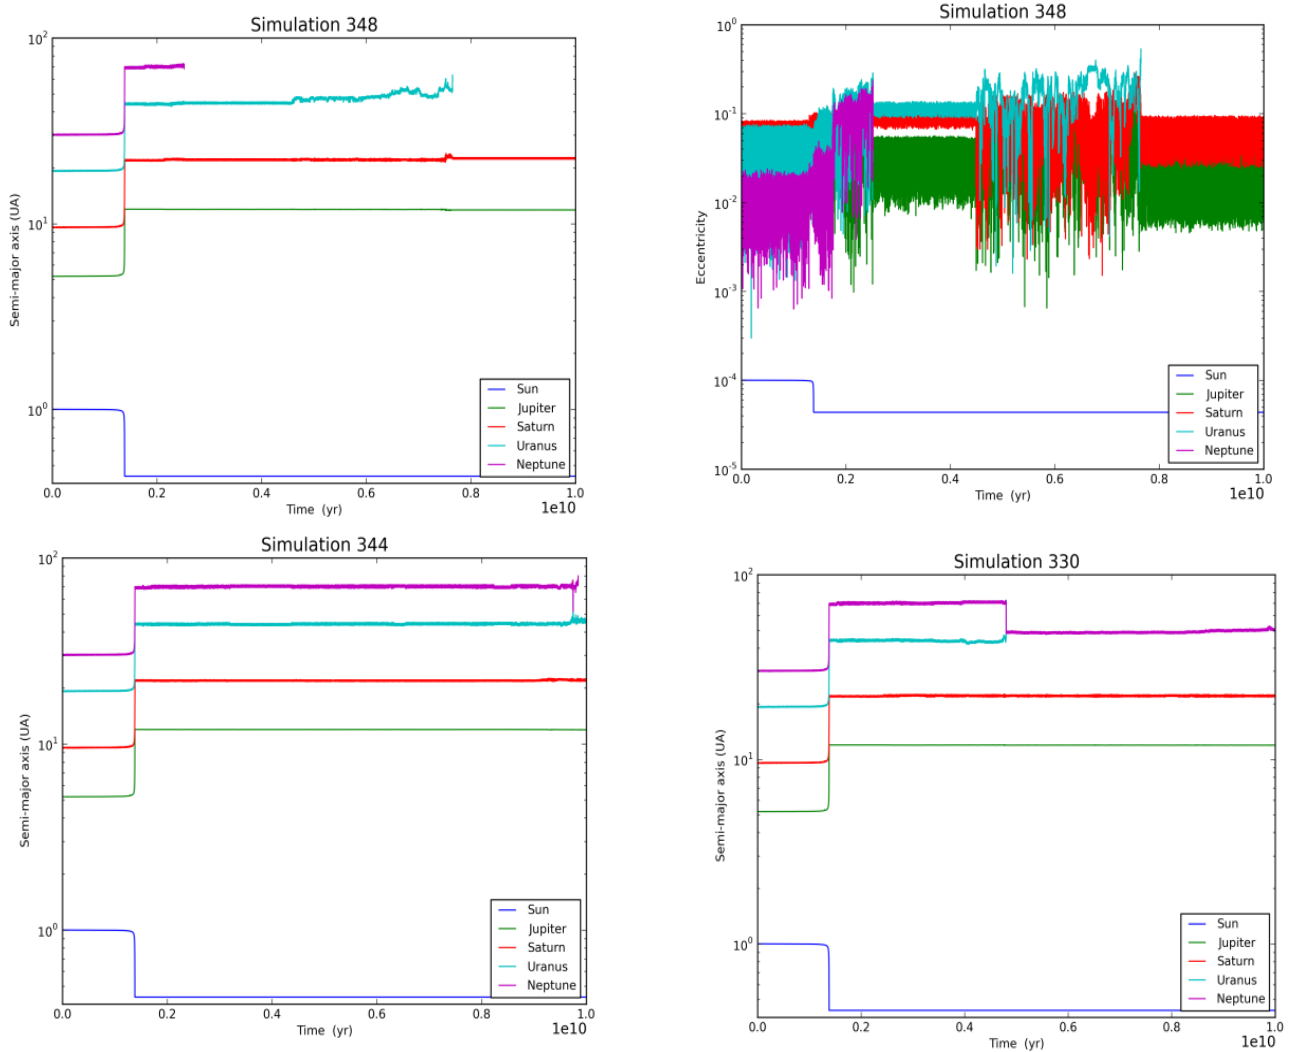 Simulation 348
10²
10¹
10⁰
Semi-major axis (UA)
Sun
Jupiter
Saturn
Uranus
Neptune
0.0 0.2 0.4 0.6 0.8 1.0
Time (yr)
1e10
Simulation 348
10⁰
10⁻¹
10⁻²
10⁻³
10⁻⁴
10⁻⁵
Eccentricity
Sun
Jupiter
Saturn
Uranus
Neptune
0.0 0.2 0.4 0.6 0.8 1.0
Time (yr)
1e10
Simulation 344
10²
10¹
10⁰
Semi-major axis (UA)
Sun
Jupiter
Saturn
Uranus
Neptune
0.0 0.2 0.4 0.6 0.8 1.0
Time (yr)
1e10
Simulation 330
10²
10¹
10⁰
Semi-major axis (UA)
Sun
Jupiter
Saturn
Uranus
Neptune
0.0 0.2 0.4 0.6 0.8 1.0
Time (yr)
1e10